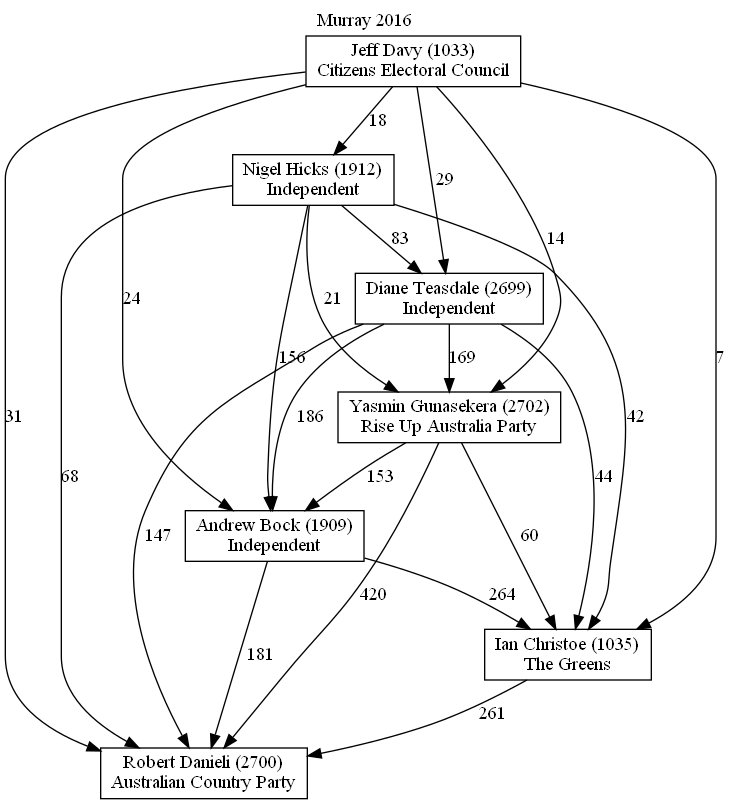 Murray 2016
Jeff Davy (1033)
Citizens Electoral Council
18
Nigel Hicks (1912)
Independent
29
83
14
Diane Teasdale (2699)
Independent
24
21
156
169
7
Yasmin Gunasekera (2702)
Rise Up Australia Party
31
186
42
68
153
44
Andrew Bock (1909)
Independent
147
60
420
264
Ian Christoe (1035)
The Greens
181
261
Robert Danieli (2700)
Australian Country Party